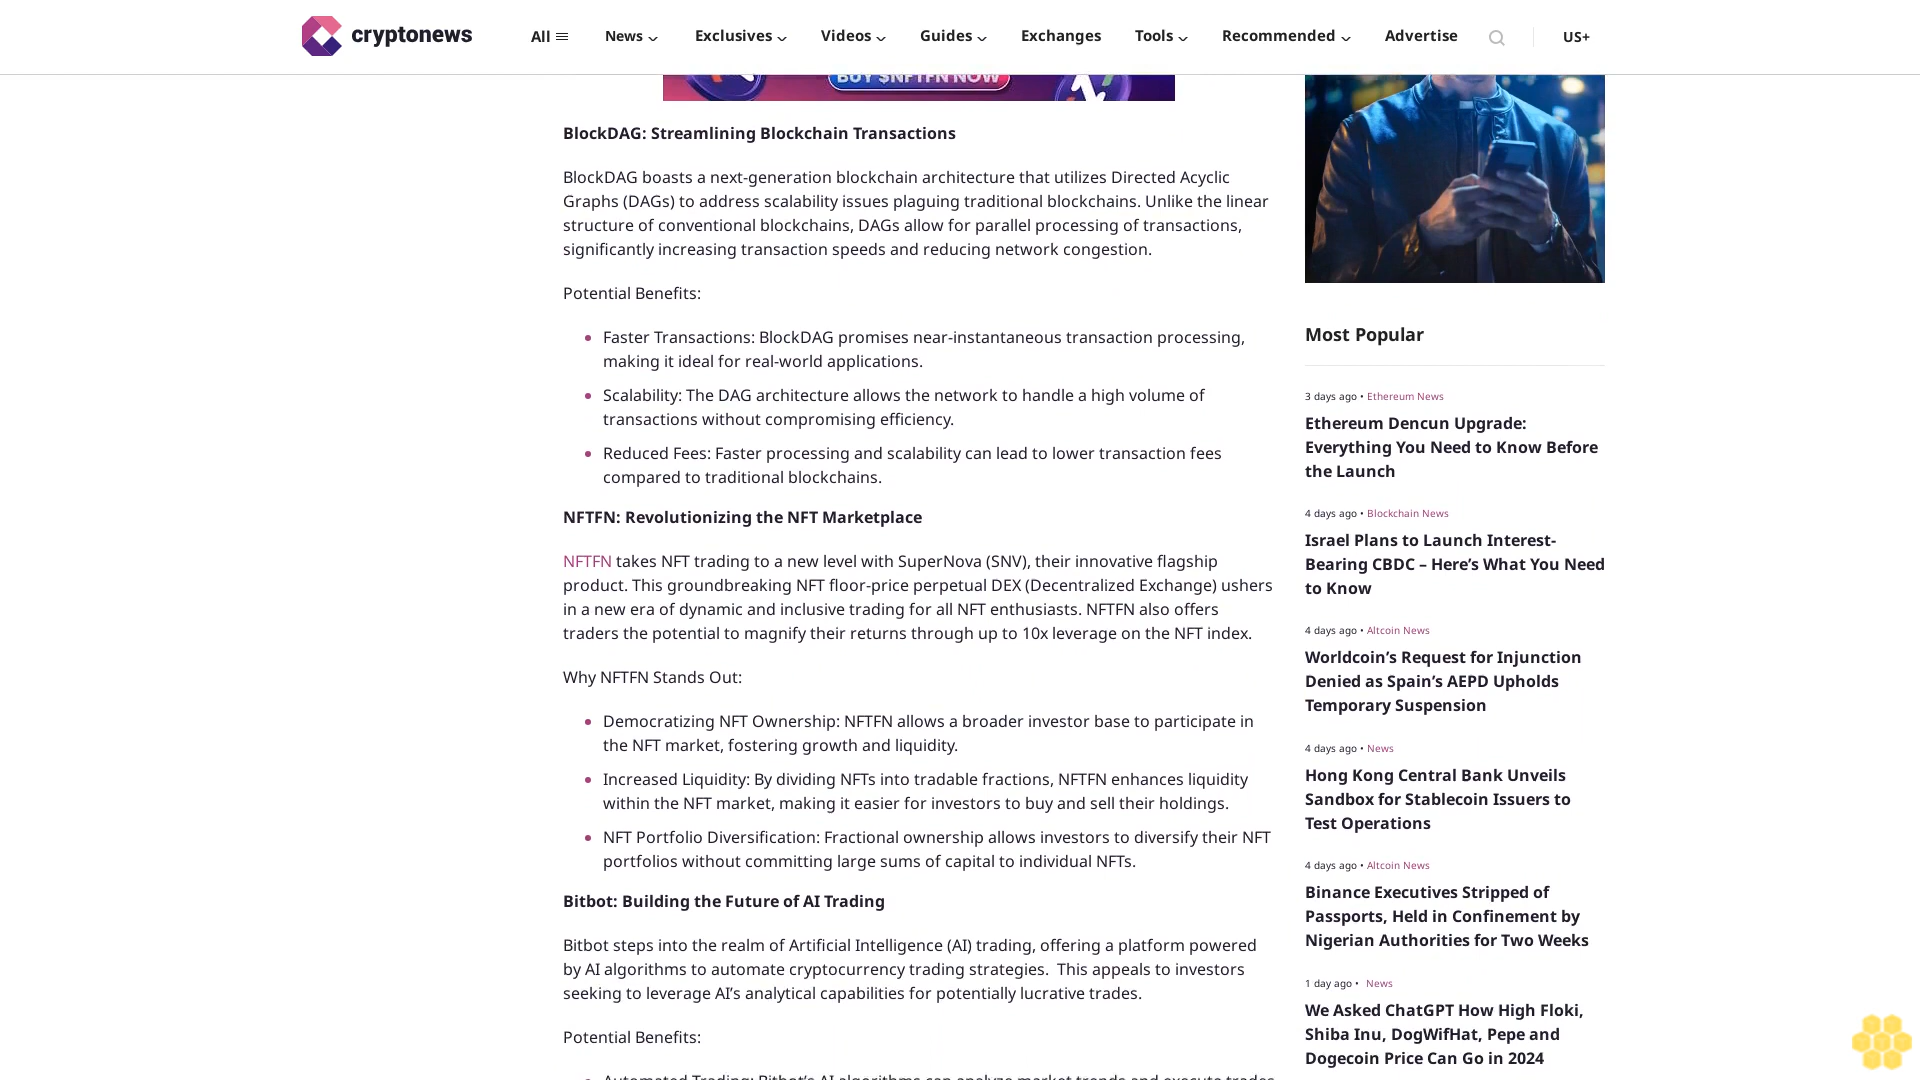 cryptonews
All
News
Exclusives
Videos
Guides
Exchanges
Tools
Recommended
Advertise
US+
BUY $NFTFN NOW
BlockDAG: Streamlining Blockchain Transactions
BlockDAG boasts a next-generation blockchain architecture that utilizes Directed Acyclic
Graphs (DAGs) to address scalability issues plaguing traditional blockchains. Unlike the linear
structure of conventional blockchains, DAGs allow for parallel processing of transactions,
significantly increasing transaction speeds and reducing network congestion.
Potential Benefits:
Faster Transactions: BlockDAG promises near-instantaneous transaction processing,
making it ideal for real-world applications.
Scalability: The DAG architecture allows the network to handle a high volume of
transactions without compromising efficiency.
Reduced Fees: Faster processing and scalability can lead to lower transaction fees
compared to traditional blockchains.
NFTFN: Revolutionizing the NFT Marketplace
NFTFN takes NFT trading to a new level with SuperNova (SNV), their innovative flagship
product. This groundbreaking NFT floor-price perpetual DEX (Decentralized Exchange) ushers
in a new era of dynamic and inclusive trading for all NFT enthusiasts. NFTFN also offers
traders the potential to magnify their returns through up to 10x leverage on the NFT index.
Why NFTFN Stands Out:
Democratizing NFT Ownership: NFTFN allows a broader investor base to participate in
the NFT market, fostering growth and liquidity.
Increased Liquidity: By dividing NFTs into tradable fractions, NFTFN enhances liquidity
within the NFT market, making it easier for investors to buy and sell their holdings.
NFT Portfolio Diversification: Fractional ownership allows investors to diversify their NFT
portfolios without committing large sums of capital to individual NFTs.
Bitbot: Building the Future of AI Trading
Bitbot steps into the realm of Artificial Intelligence (AI) trading, offering a platform powered
by AI algorithms to automate cryptocurrency trading strategies.  This appeals to investors
seeking to leverage AI’s analytical capabilities for potentially lucrative trades.
Potential Benefits:
Automated Trading: Bitbot’s AI algorithms can analyze market trends and execute trades
Most Popular
3 days ago • Ethereum News
Ethereum Dencun Upgrade:
Everything You Need to Know Before
the Launch
4 days ago • Blockchain News
Israel Plans to Launch Interest-
Bearing CBDC – Here’s What You Need
to Know
4 days ago • Altcoin News
Worldcoin’s Request for Injunction
Denied as Spain’s AEPD Upholds
Temporary Suspension
4 days ago • News
Hong Kong Central Bank Unveils
Sandbox for Stablecoin Issuers to
Test Operations
4 days ago • Altcoin News
Binance Executives Stripped of
Passports, Held in Confinement by
Nigerian Authorities for Two Weeks
1 day ago • News
We Asked ChatGPT How High Floki,
Shiba Inu, DogWifHat, Pepe and
Dogecoin Price Can Go in 2024